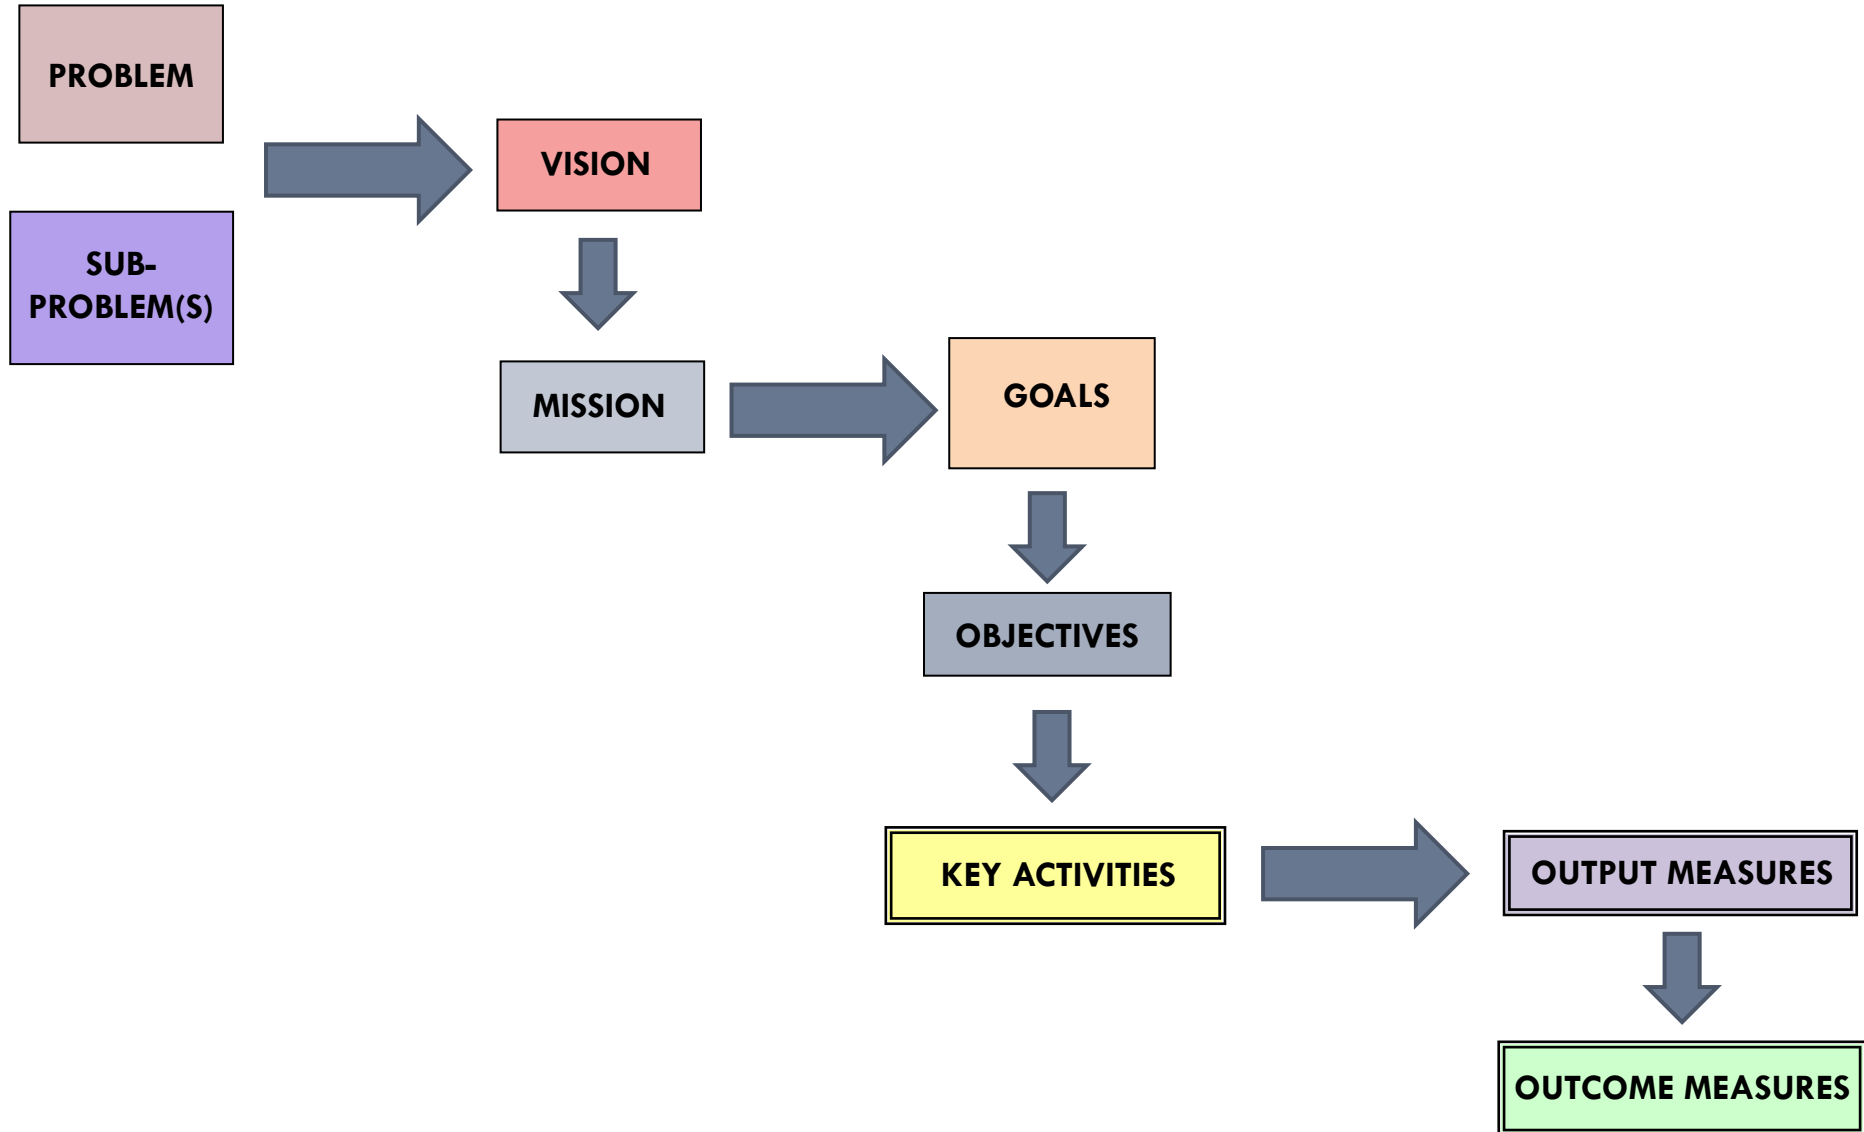 PROBLEM
VISION
SUB-
PROBLEM(S)
MISSION
GOALS
OBJECTIVES
KEY ACTIVITIES
OUTPUT MEASURES
OUTCOME MEASURES